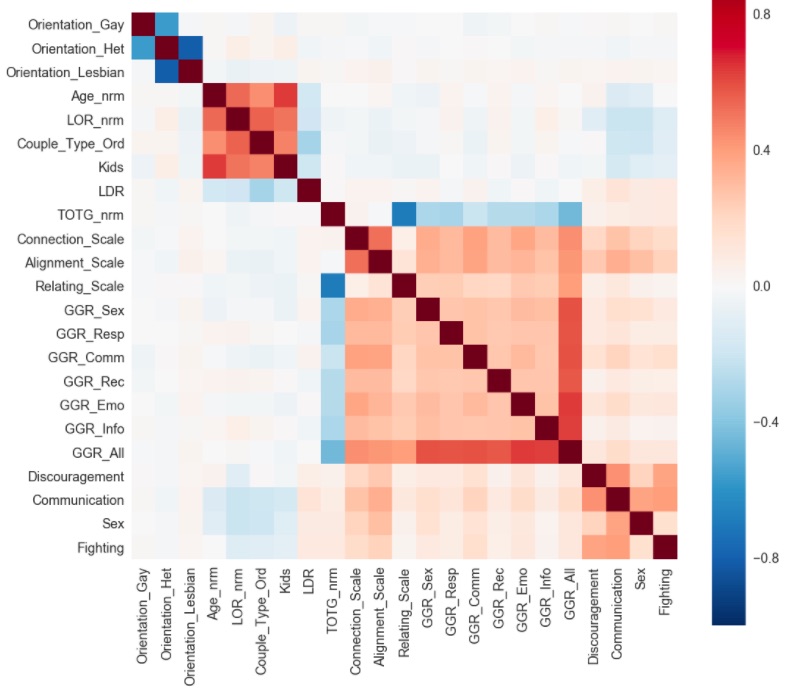 Orientation_Gay
Orientation_Het
Orientation_Lesbian
Age_nrm
LOR_nrm
Couple_Type_Ord
Kids
LDR
TOTG_nrm
Connection_Scale
Alignment_Scale
Relating_Scale
GGR_Sex
GGR_Resp
GGR_Comm
GGR_Rec
GGR_Emo
GGR_Info
GGR_All
Discouragement
Communication
Sex
Fighting
Orientation_Gay
Orientation_Het
Orientation_Lesbian
Age_nrm
LOR_nrm
Couple_Type_Ord
Kids
LDR
TOTG_nrm
Connection_Scale
Alignment_Scale
Relating_Scale
GGR_Sex
GGR_Resp
GGR_Comm
GGR_Rec
GGR_Emo
GGR_Info
GGR_All
Discouragement
Communication
Sex
Fighting
0.8
0.4
0.0
−0.4
−0.8